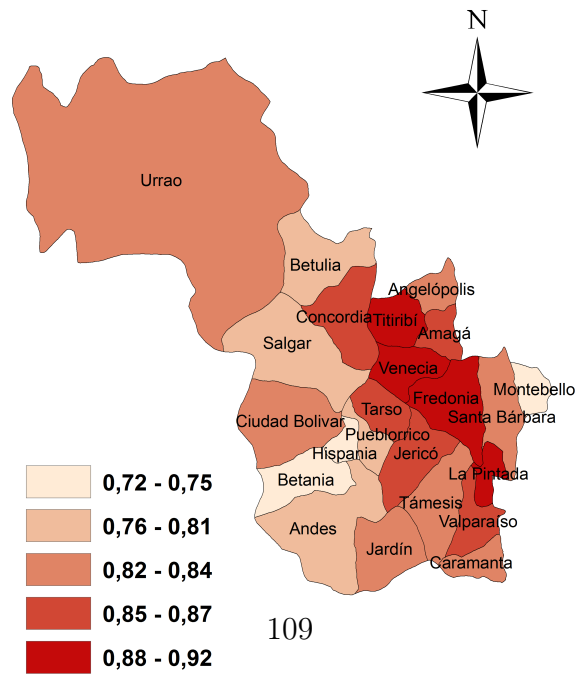 N
Urrao
Betulia
Angelópolis
Concordia
Titiribí
Amagá
Salgar
Venecia
Montebello
Fredonia
Tarso
Santa Bárbara
Ciudad Bolivar
Pueblorrico
Hispania
Jericó
La Pintada
Betania
Támesis
Andes
Valparaíso
Jardín
Caramanta
0,72 - 0,75
0,76 - 0,81
0,82 - 0,84
0,85 - 0,87
0,88 - 0,92
109